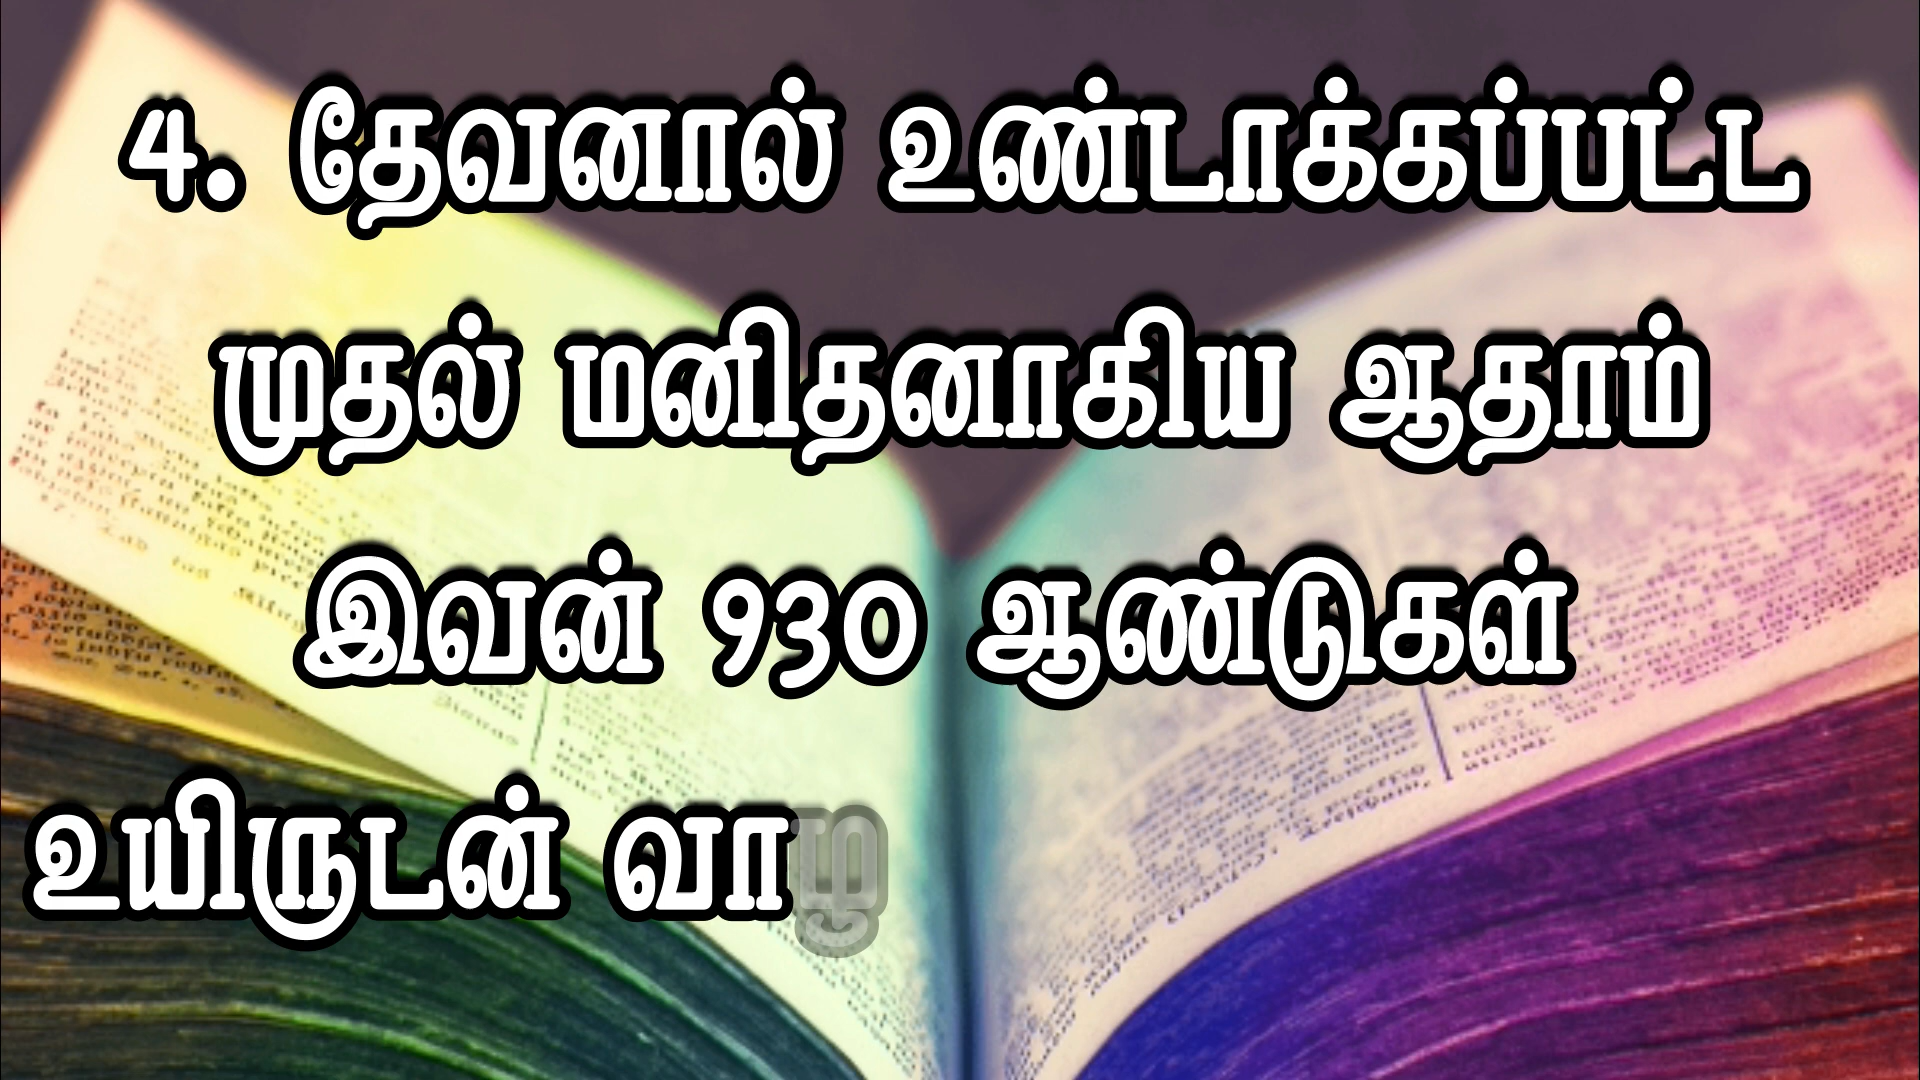 4. தேவனால் உண்டாக்கப்பட்ட
முதல் மனிதனாகிய ஆதாம்
இவன் 930 ஆண்டுகள்
உயிருடன் வாழ